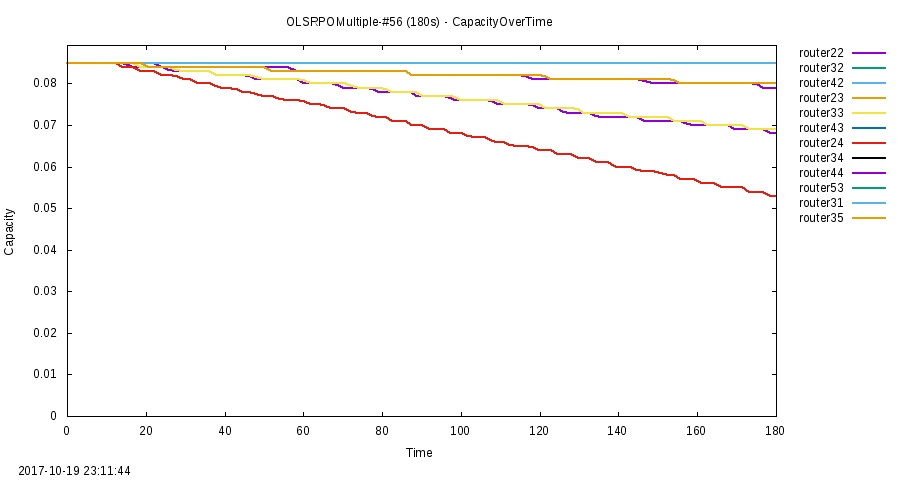 OLSRPOMultiple-#56 (180s) - CapacityOverTime
router22
router32
router42
router23
router33
router43
router24
router34
router44
router53
router31
router35
0.08
0.07
0.06
0.05
0.04
0.03
0.02
0.01
0
Capacity
0 20 40 60 80 100 120 140 160 180
Time
2017-10-19 23:11:44